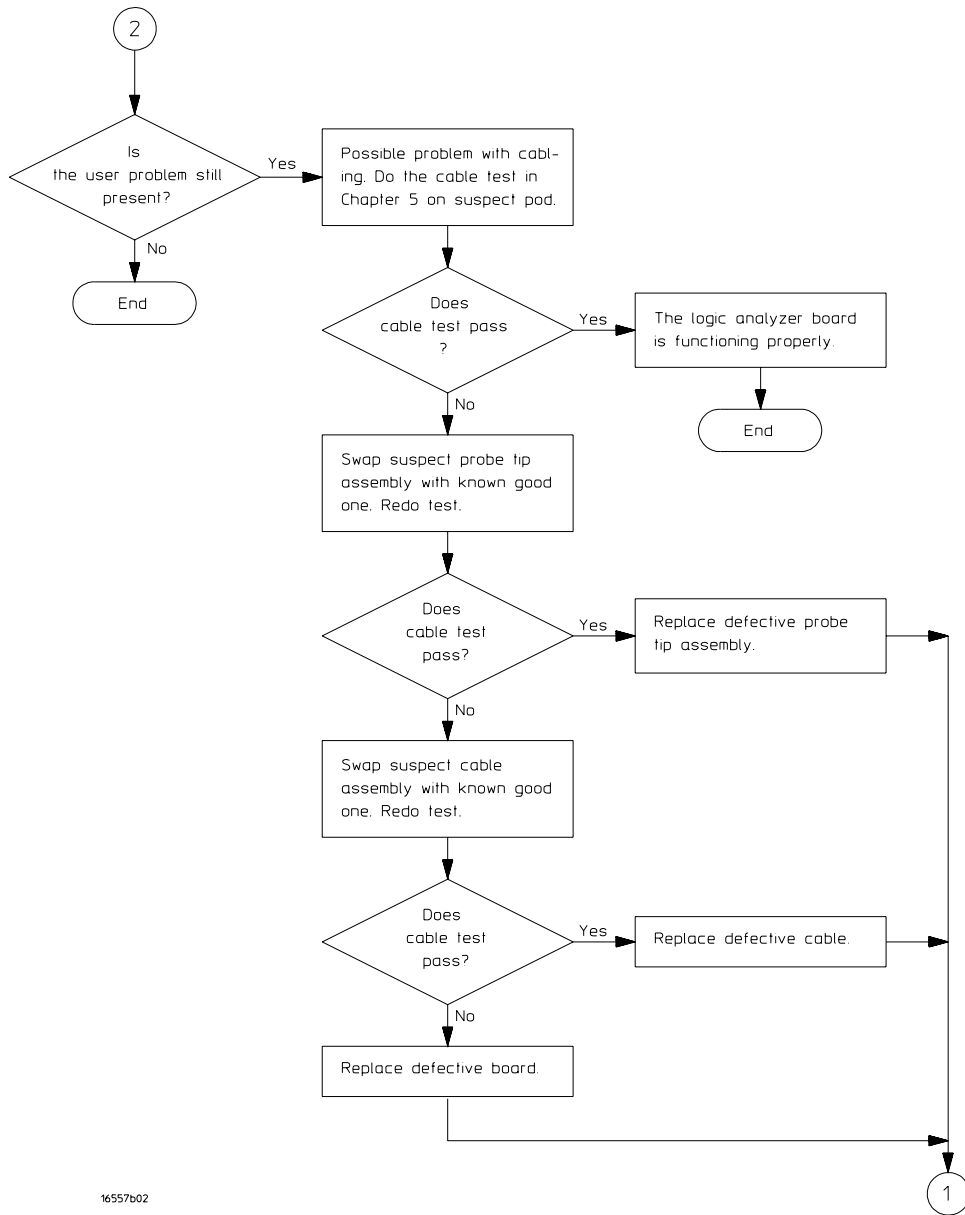 2
Is
the user problem still
present?
Yes
Possible problem with cabl-
ing. Do the cable test in
Chapter 5 on suspect pod.
No
End
Does
cable test pass
?
Yes
The logic analyzer board
is functioning properly.
No
End
Swap suspect probe tip
assembly with known good
one. Redo test.
Does
cable test
pass?
Yes
Replace defective probe
tip assembly.
No
Swap suspect cable
assembly with known good
one. Redo test.
Does
cable test
pass?
Yes
Replace defective cable.
No
Replace defective board.
1
16557b02